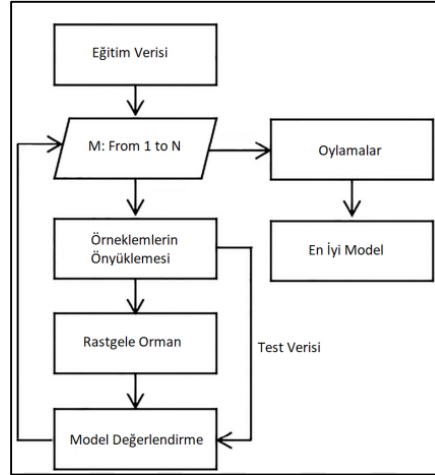 Eğitim Verisi
M: From 1 to N
Oylamalar
Örneklemlerin
Önyüklemesi
En İyi Model
Rastgele Orman
Test Verisi
Model Değerlendirme